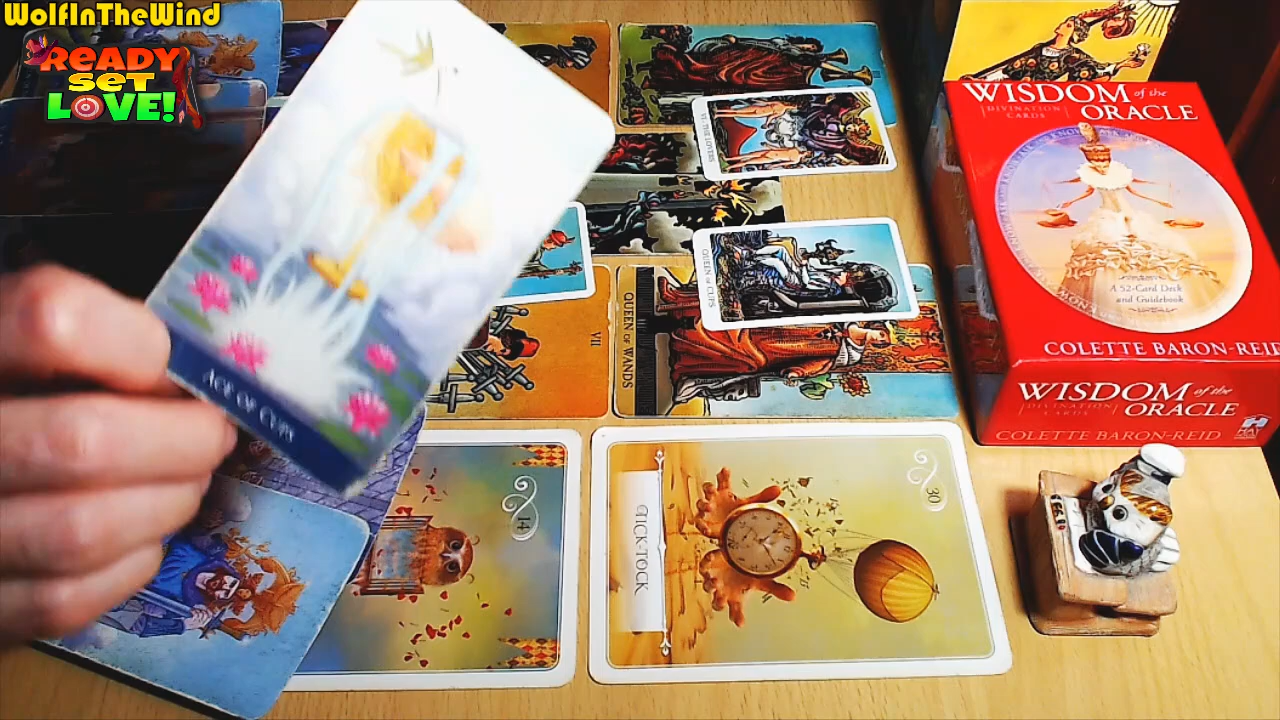 WolfInTheWind
READY
SET
LOVE!
WISDOM of the
DIVINATION
CARDS
ORACLE
A 52-Card Deck
and Guidebook
COLETTE BARON-REID
WISDOM of the
DIVINATION
CARDS
ORACLE
COLETTE BARON-REID
HAY
VI. THE LOVERS
QUEEN of CUPS
QUEEN of WANDS
VII
ACE OF CUPS
14
30
TICK-TOCK